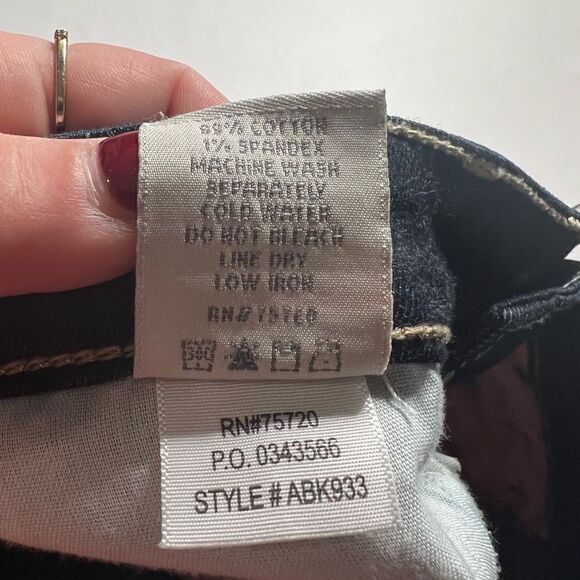 99% COTTON
1% SPANDEX
MACHINE WASH
SEPARATELY
COLD WATER
DO NOT BLEACH
LINE DRY
LOW IRON
RN#
RN#75720
P.O. 0343566
STYLE # ABK933